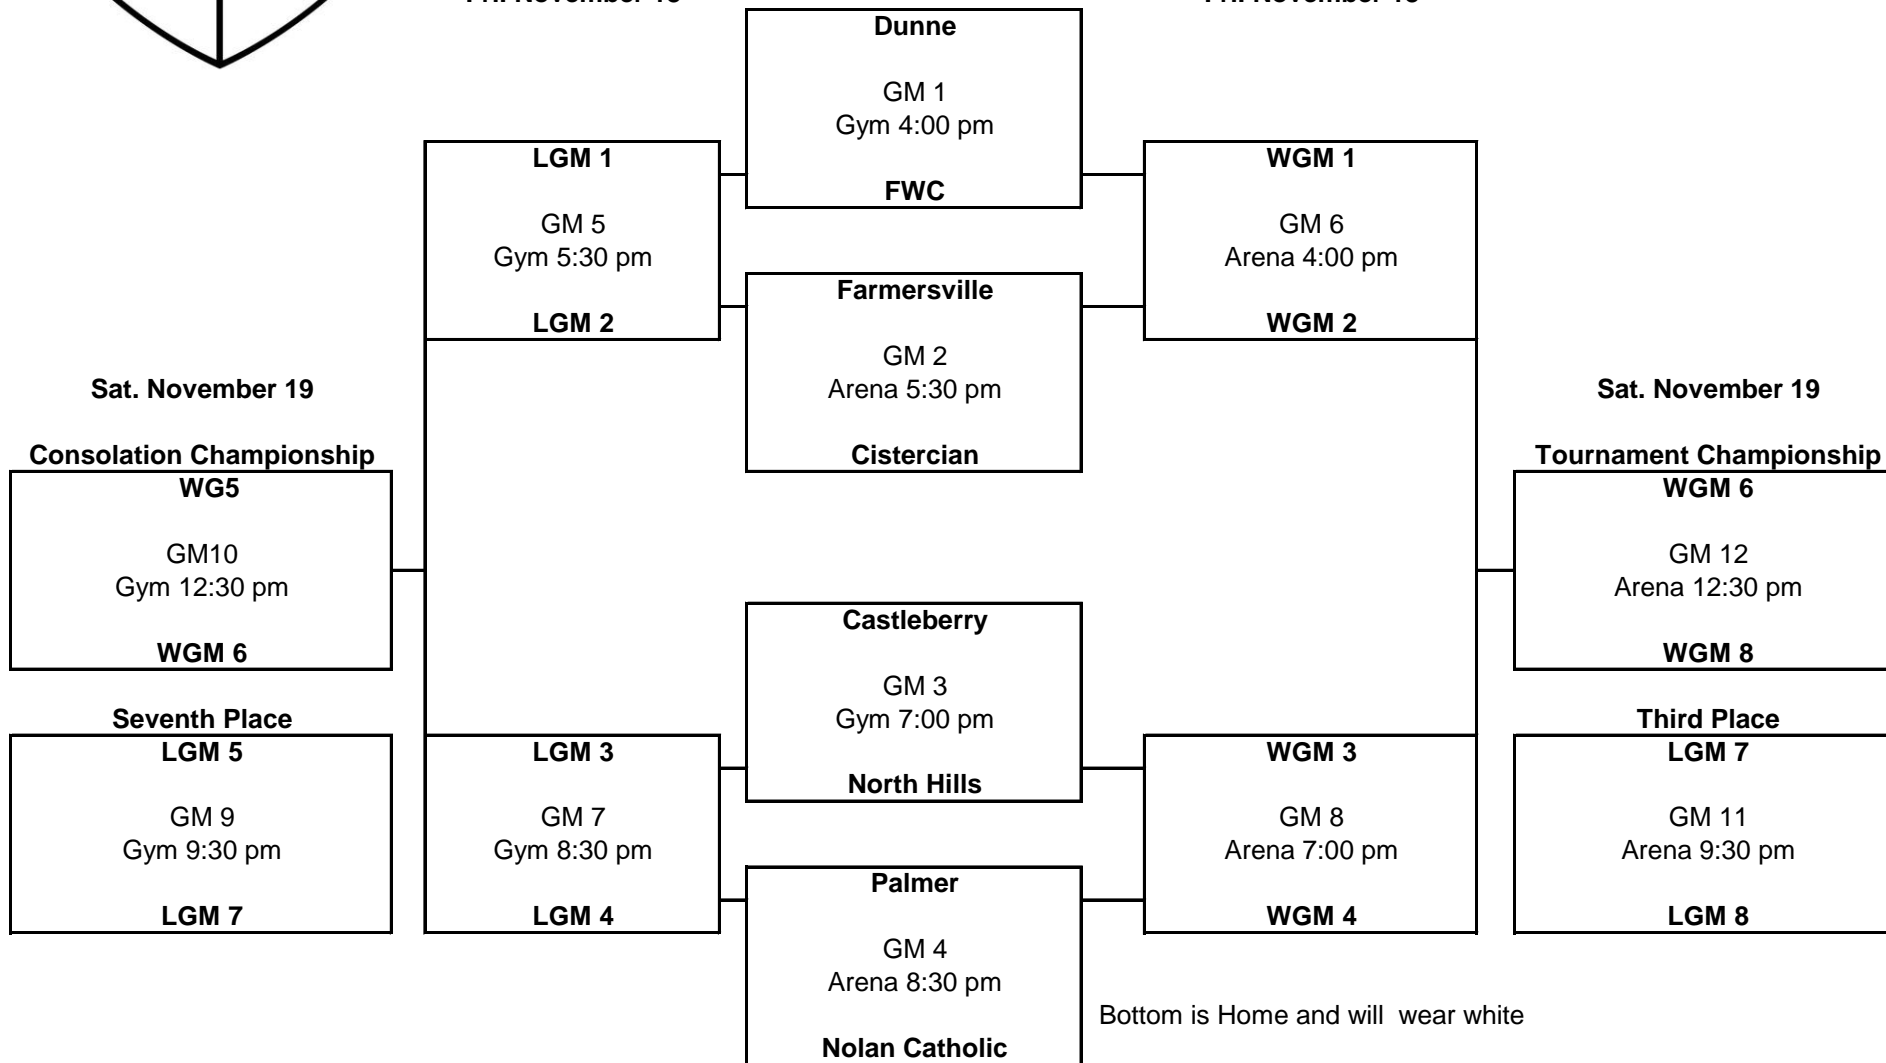 Dunne
GM 1
Gym 4:00 pm
FWC
LGM 1
GM 5
Gym 5:30 pm
LGM 2
WGM 1
GM 6
Arena 4:00 pm
WGM 2
Farmersville
GM 2
Arena 5:30 pm
Cistercian
Sat. November 19
Consolation Championship
WG5
GM10
Gym 12:30 pm
WGM 6
Sat. November 19
Tournament Championship
WGM 6
GM 12
Arena 12:30 pm
WGM 8
Castleberry
GM 3
Gym 7:00 pm
North Hills
Seventh Place
LGM 5
GM 9
Gym 9:30 pm
LGM 7
LGM 3
GM 7
Gym 8:30 pm
LGM 4
WGM 3
GM 8
Arena 7:00 pm
WGM 4
Third Place
LGM 7
GM 11
Arena 9:30 pm
LGM 8
Palmer
GM 4
Arena 8:30 pm
Nolan Catholic
Bottom is Home and will  wear white